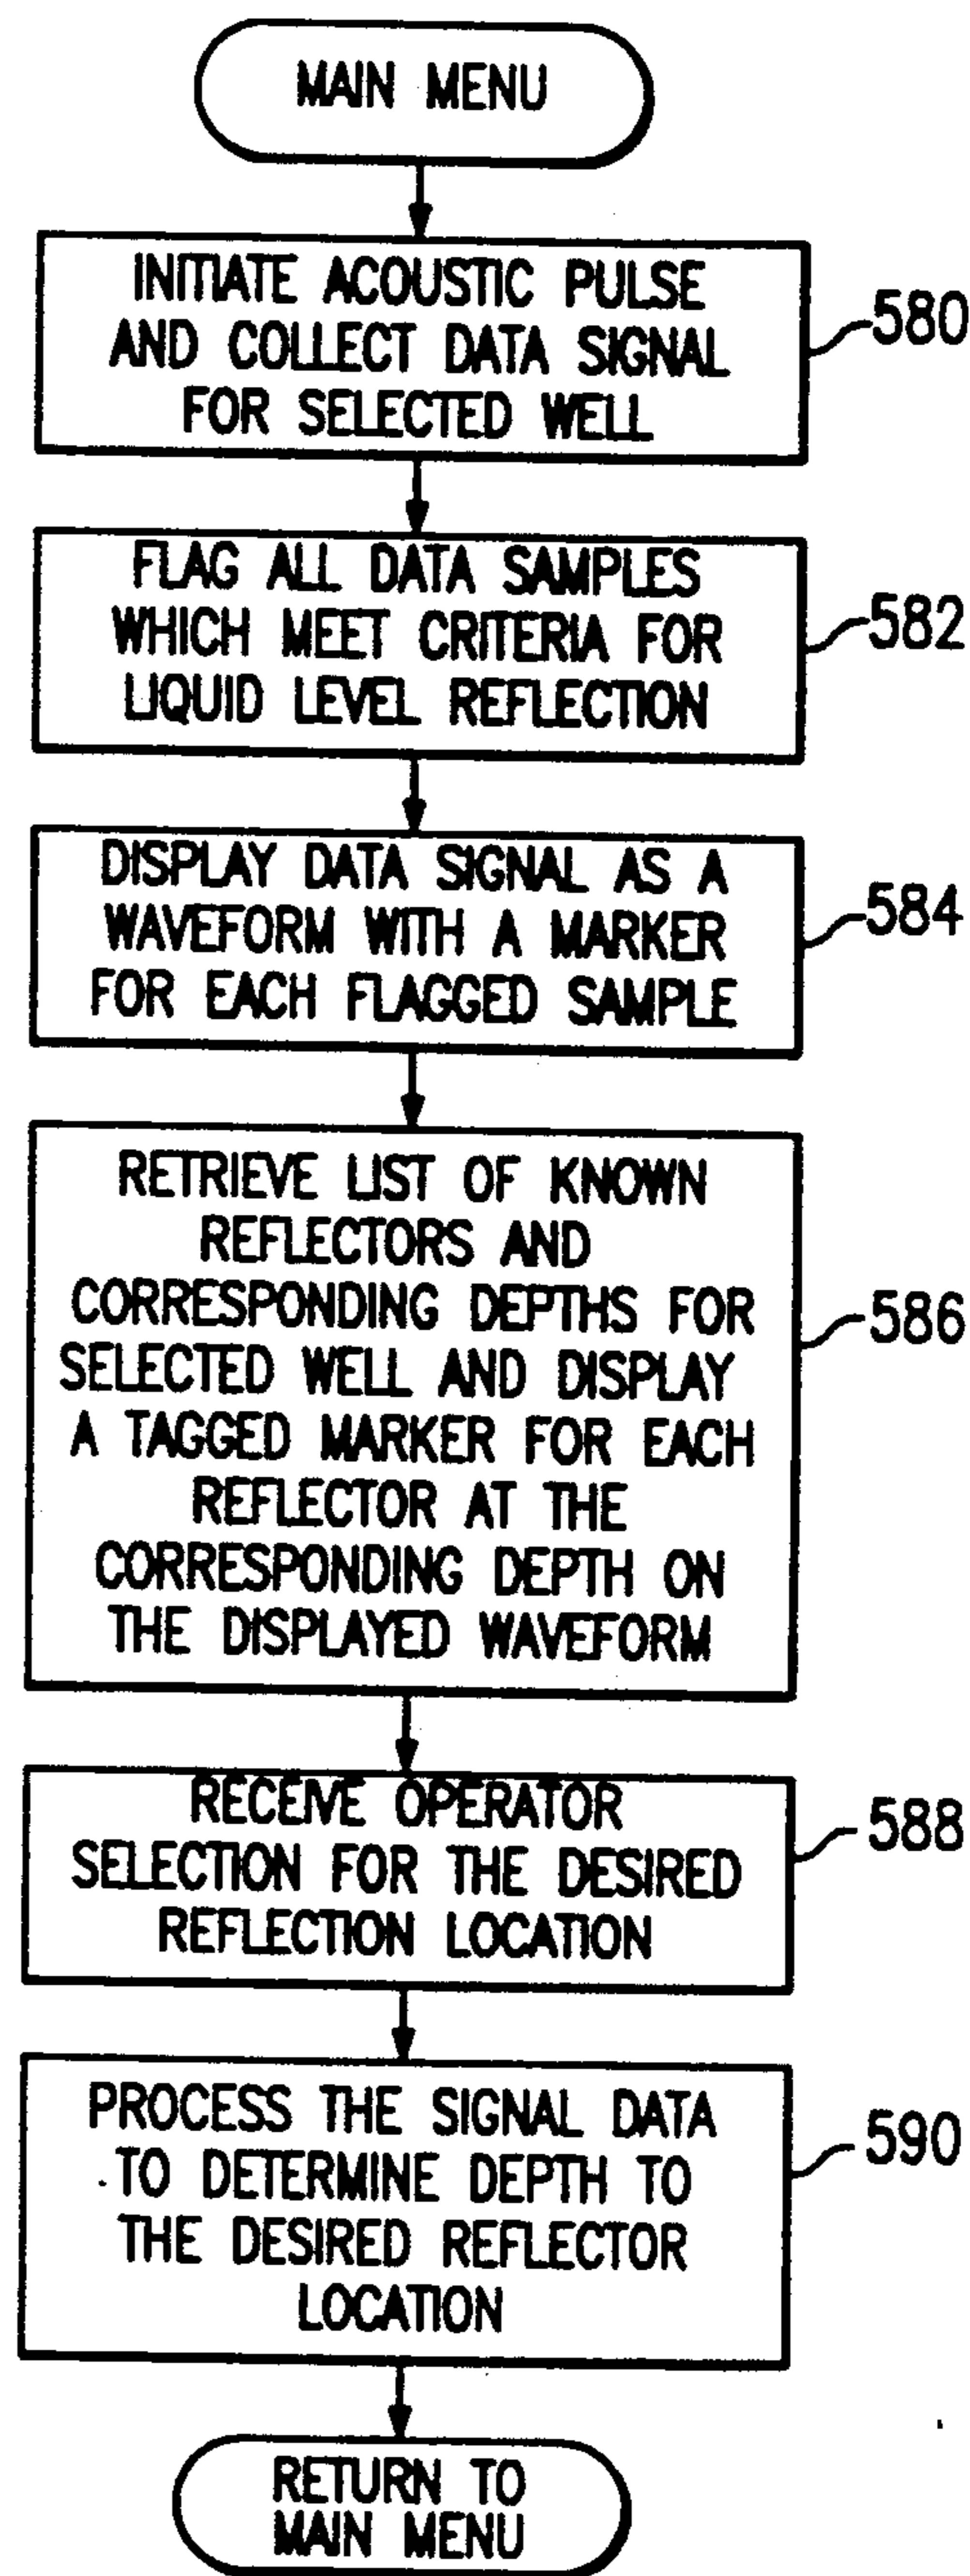 MAIN MENU
INITIATE ACOUSTIC PULSE
AND COLLECT DATA SIGNAL
FOR SELECTED WELL
580
FLAG ALL DATA SAMPLES
WHICH MEET CRITERIA FOR
LIQUID LEVEL REFLECTION
582
DISPLAY DATA SIGNAL AS A
WAVEFORM WITH A MARKER
FOR EACH FLAGGED SAMPLE
584
RETRIEVE LIST OF KNOWN
REFLECTORS AND
CORRESPONDING DEPTHS FOR
SELECTED WELL AND DISPLAY
A TAGGED MARKER FOR EACH
REFLECTOR AT THE
CORRESPONDING DEPTH ON
THE DISPLAYED WAVEFORM
586
RECEIVE OPERATOR
SELECTION FOR THE DESIRED
REFLECTION LOCATION
588
PROCESS THE SIGNAL DATA
TO DETERMINE DEPTH TO
THE DESIRED REFLECTOR
LOCATION
590
RETURN TO
MAIN MENU